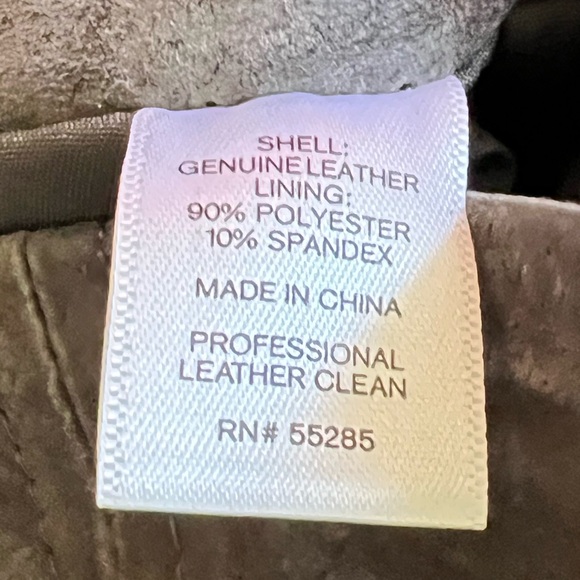 SHELL:
GENUINE LEATHER
LINING:
90% POLYESTER
10% SPANDEX
MADE IN CHINA
PROFESSIONAL
LEATHER CLEAN
RN# 55285